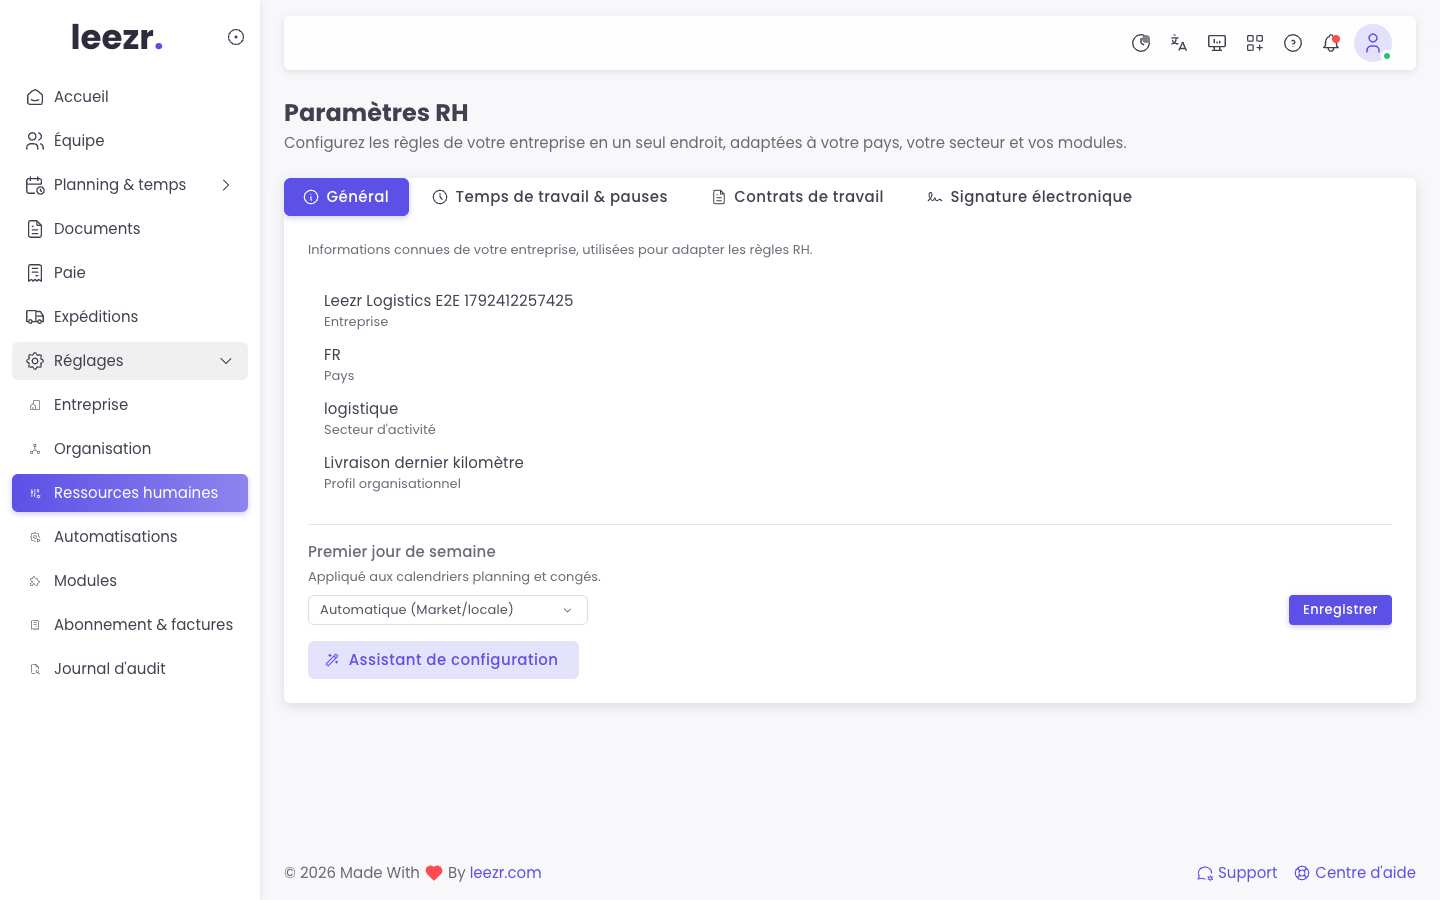 leezr.
Accueil
Équipe
Planning & temps
Documents
Paie
Expéditions
Réglages
Entreprise
Organisation
Ressources humaines
Automatisations
Modules
Abonnement & factures
Journal d'audit
Paramètres RH
Configurez les règles de votre entreprise en un seul endroit, adaptées à votre pays, votre secteur et vos modules.
Général
Temps de travail & pauses
Contrats de travail
Signature électronique
Informations connues de votre entreprise, utilisées pour adapter les règles RH.
Leezr Logistics E2E 1792412257425
Entreprise
FR
Pays
logistique
Secteur d'activité
Livraison dernier kilomètre
Profil organisationnel
Premier jour de semaine
Appliqué aux calendriers planning et congés.
Automatique (Market/locale)
Enregistrer
Assistant de configuration
© 2026 Made With By leezr.com
Support
Centre d'aide